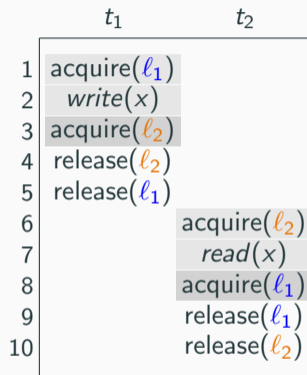 t₁ t₂
1 acquire(ℓ₁)
2 write(x)
3 acquire(ℓ₂)
4 release(ℓ₂)
5 release(ℓ₁)
6 acquire(ℓ₂)
7 read(x)
8 acquire(ℓ₁)
9 release(ℓ₁)
10 release(ℓ₂)